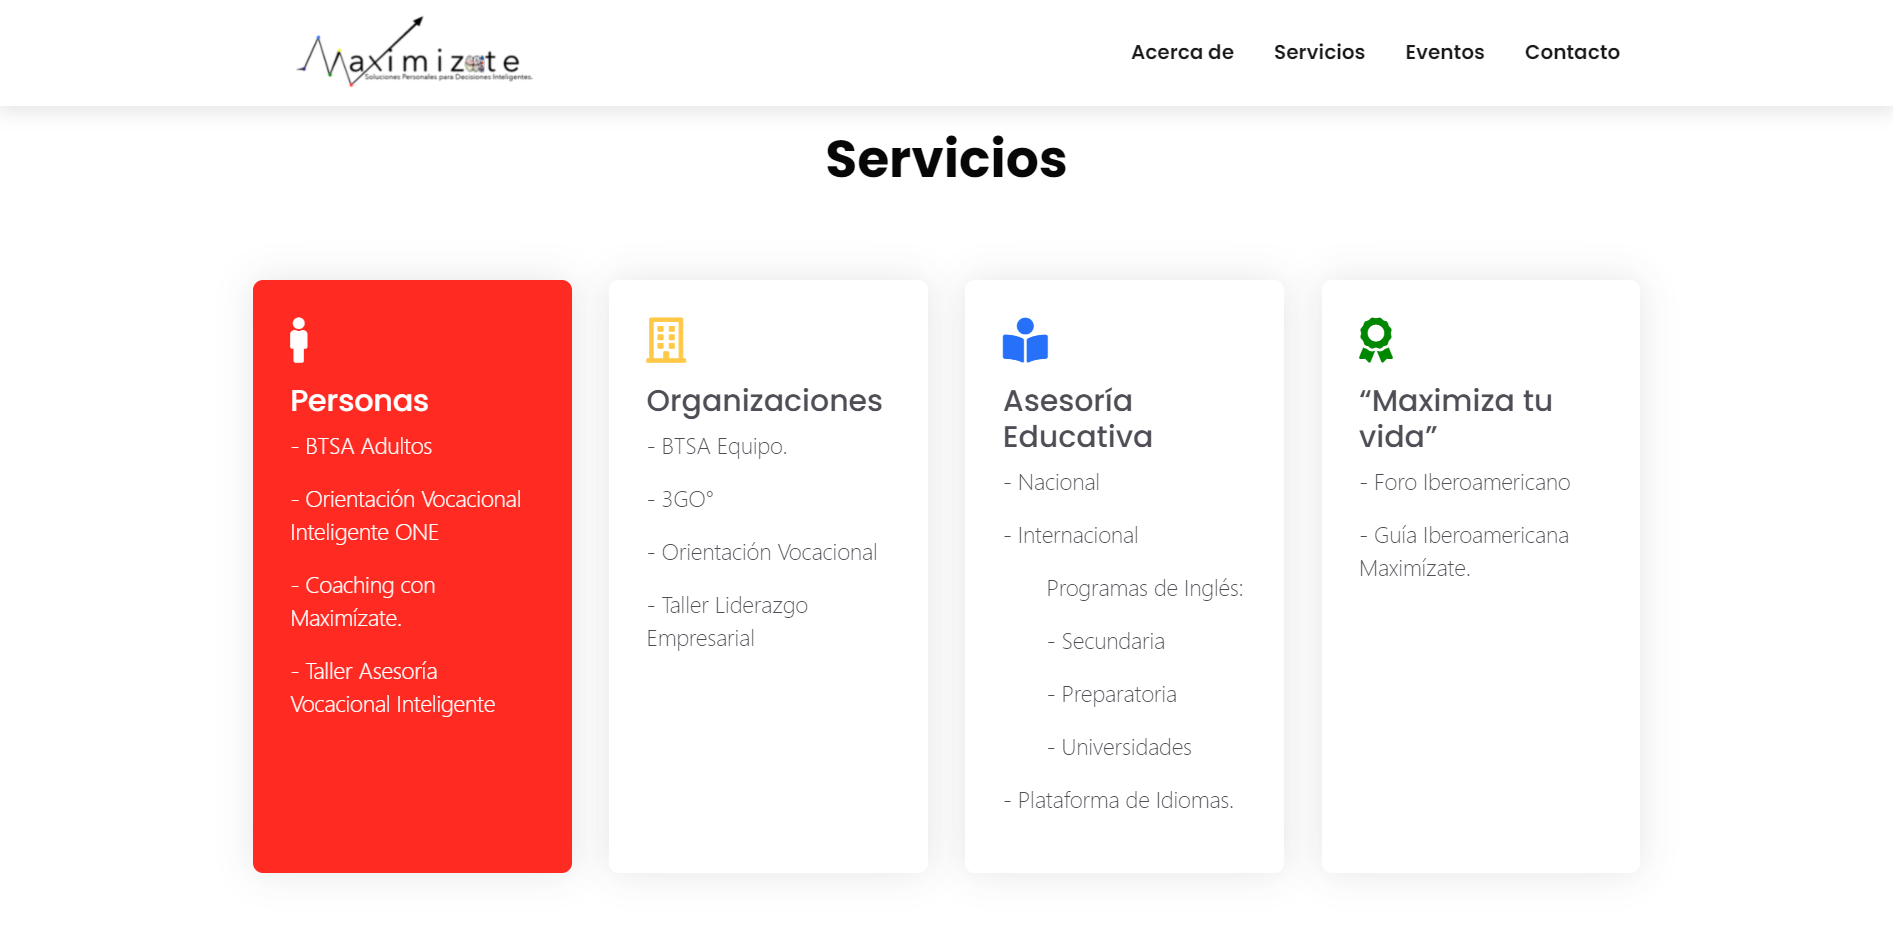 Maximizate
Soluciones Personales para Decisiones Inteligentes.
Acerca de
Servicios
Eventos
Contacto
Servicios
Personas
- BTSA Adultos
- Orientación Vocacional
Inteligente ONE
- Coaching con
Maximízate.
- Taller Asesoría
Vocacional Inteligente
Organizaciones
- BTSA Equipo.
- 3GO°
- Orientación Vocacional
- Taller Liderazgo
Empresarial
Asesoría
Educativa
- Nacional
- Internacional
Programas de Inglés:
- Secundaria
- Preparatoria
- Universidades
- Plataforma de Idiomas.
“Maximiza tu
vida”
- Foro Iberoamericano
- Guía Iberoamericana
Maximízate.